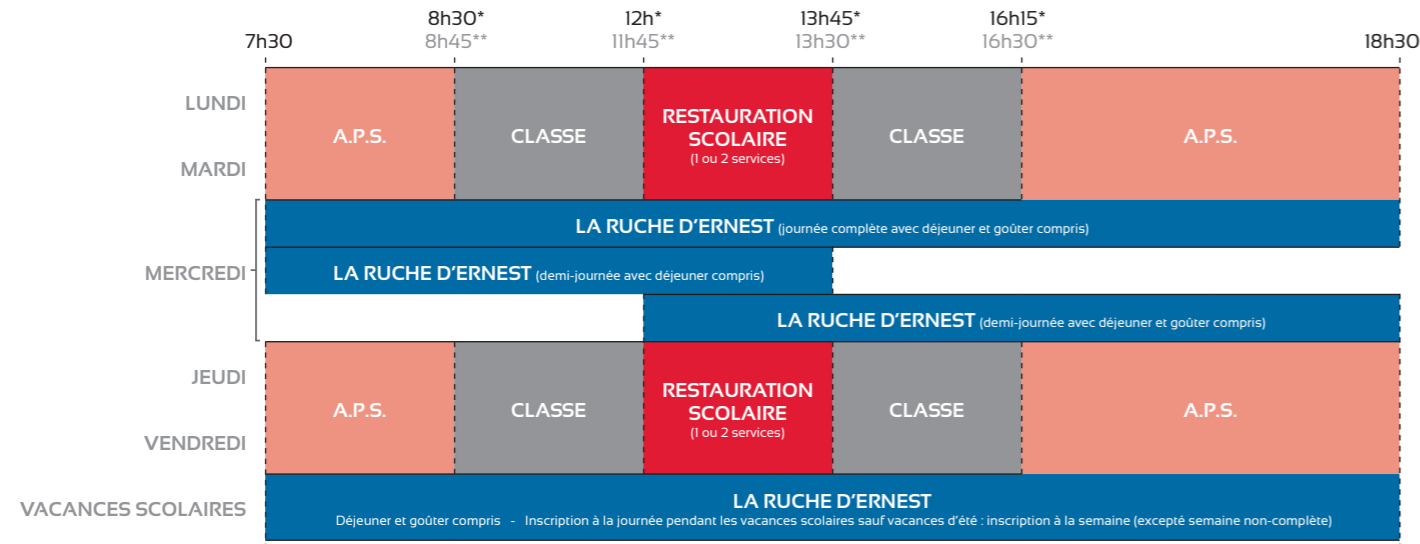 8h30* 12h* 13h45* 16h15*
7h30 8h45** 11h45** 13h30** 16h30** 18h30
LUNDI
MARDI
A.P.S. CLASSE RESTAURATION SCOLAIRE (1 ou 2 services) CLASSE A.P.S.
MERCREDI
LA RUCHE D'ERNEST (journée complète avec déjeuner et goûter compris)
LA RUCHE D'ERNEST (demi-journée avec déjeuner compris)
LA RUCHE D'ERNEST (demi-journée avec déjeuner et goûter compris)
JEUDI
VENDREDI
A.P.S. CLASSE RESTAURATION SCOLAIRE (1 ou 2 services) CLASSE A.P.S.
VACANCES SCOLAIRES
LA RUCHE D'ERNEST
Déjeuner et goûter compris - Inscription à la journée pendant les vacances scolaires sauf vacances d'été : inscription à la semaine (excepté semaine non-complète)